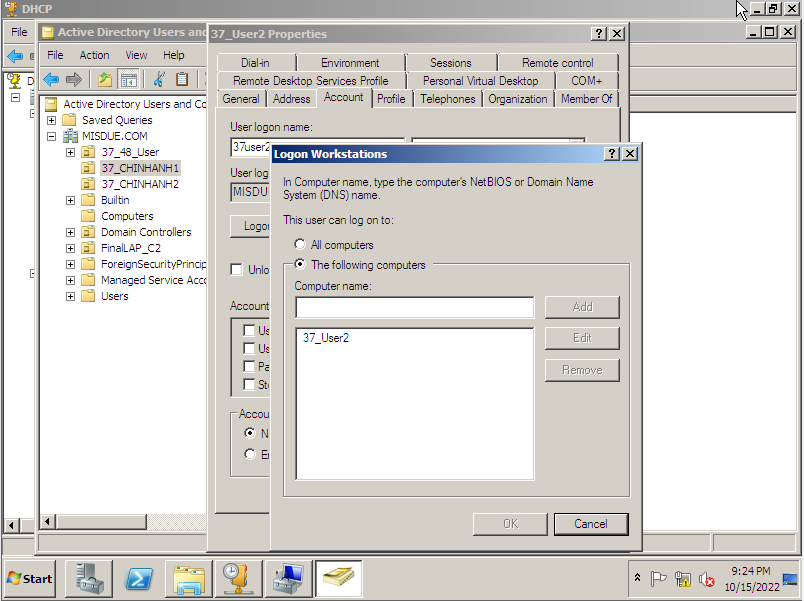 DHCP
File
D
Active Directory Users and
File Action View Help
Active Directory Users and Co
Saved Queries
MISDUE.COM
37_48_User
37_CHINHANH1
37_CHINHANH2
Builtin
Computers
Domain Controllers
FinalLAP_C2
ForeignSecurityPrincip
Managed Service Acco
Users
37_User2 Properties
Dial-in Environment Sessions Remote control
Remote Desktop Services Profile Personal Virtual Desktop COM+
General Address Account Profile Telephones Organization Member Of
User logon name:
37user2
User log
MISDU
Logon
Unlo
Account
Us
Us
Pa
Sto
Accou
N
En
Logon Workstations
In Computer name, type the computer's NetBIOS or Domain Name
System (DNS) name.
This user can log on to:
All computers
The following computers
Computer name:
Add
37_User2
Edit
Remove
OK Cancel
Start
9:24 PM
10/15/2022